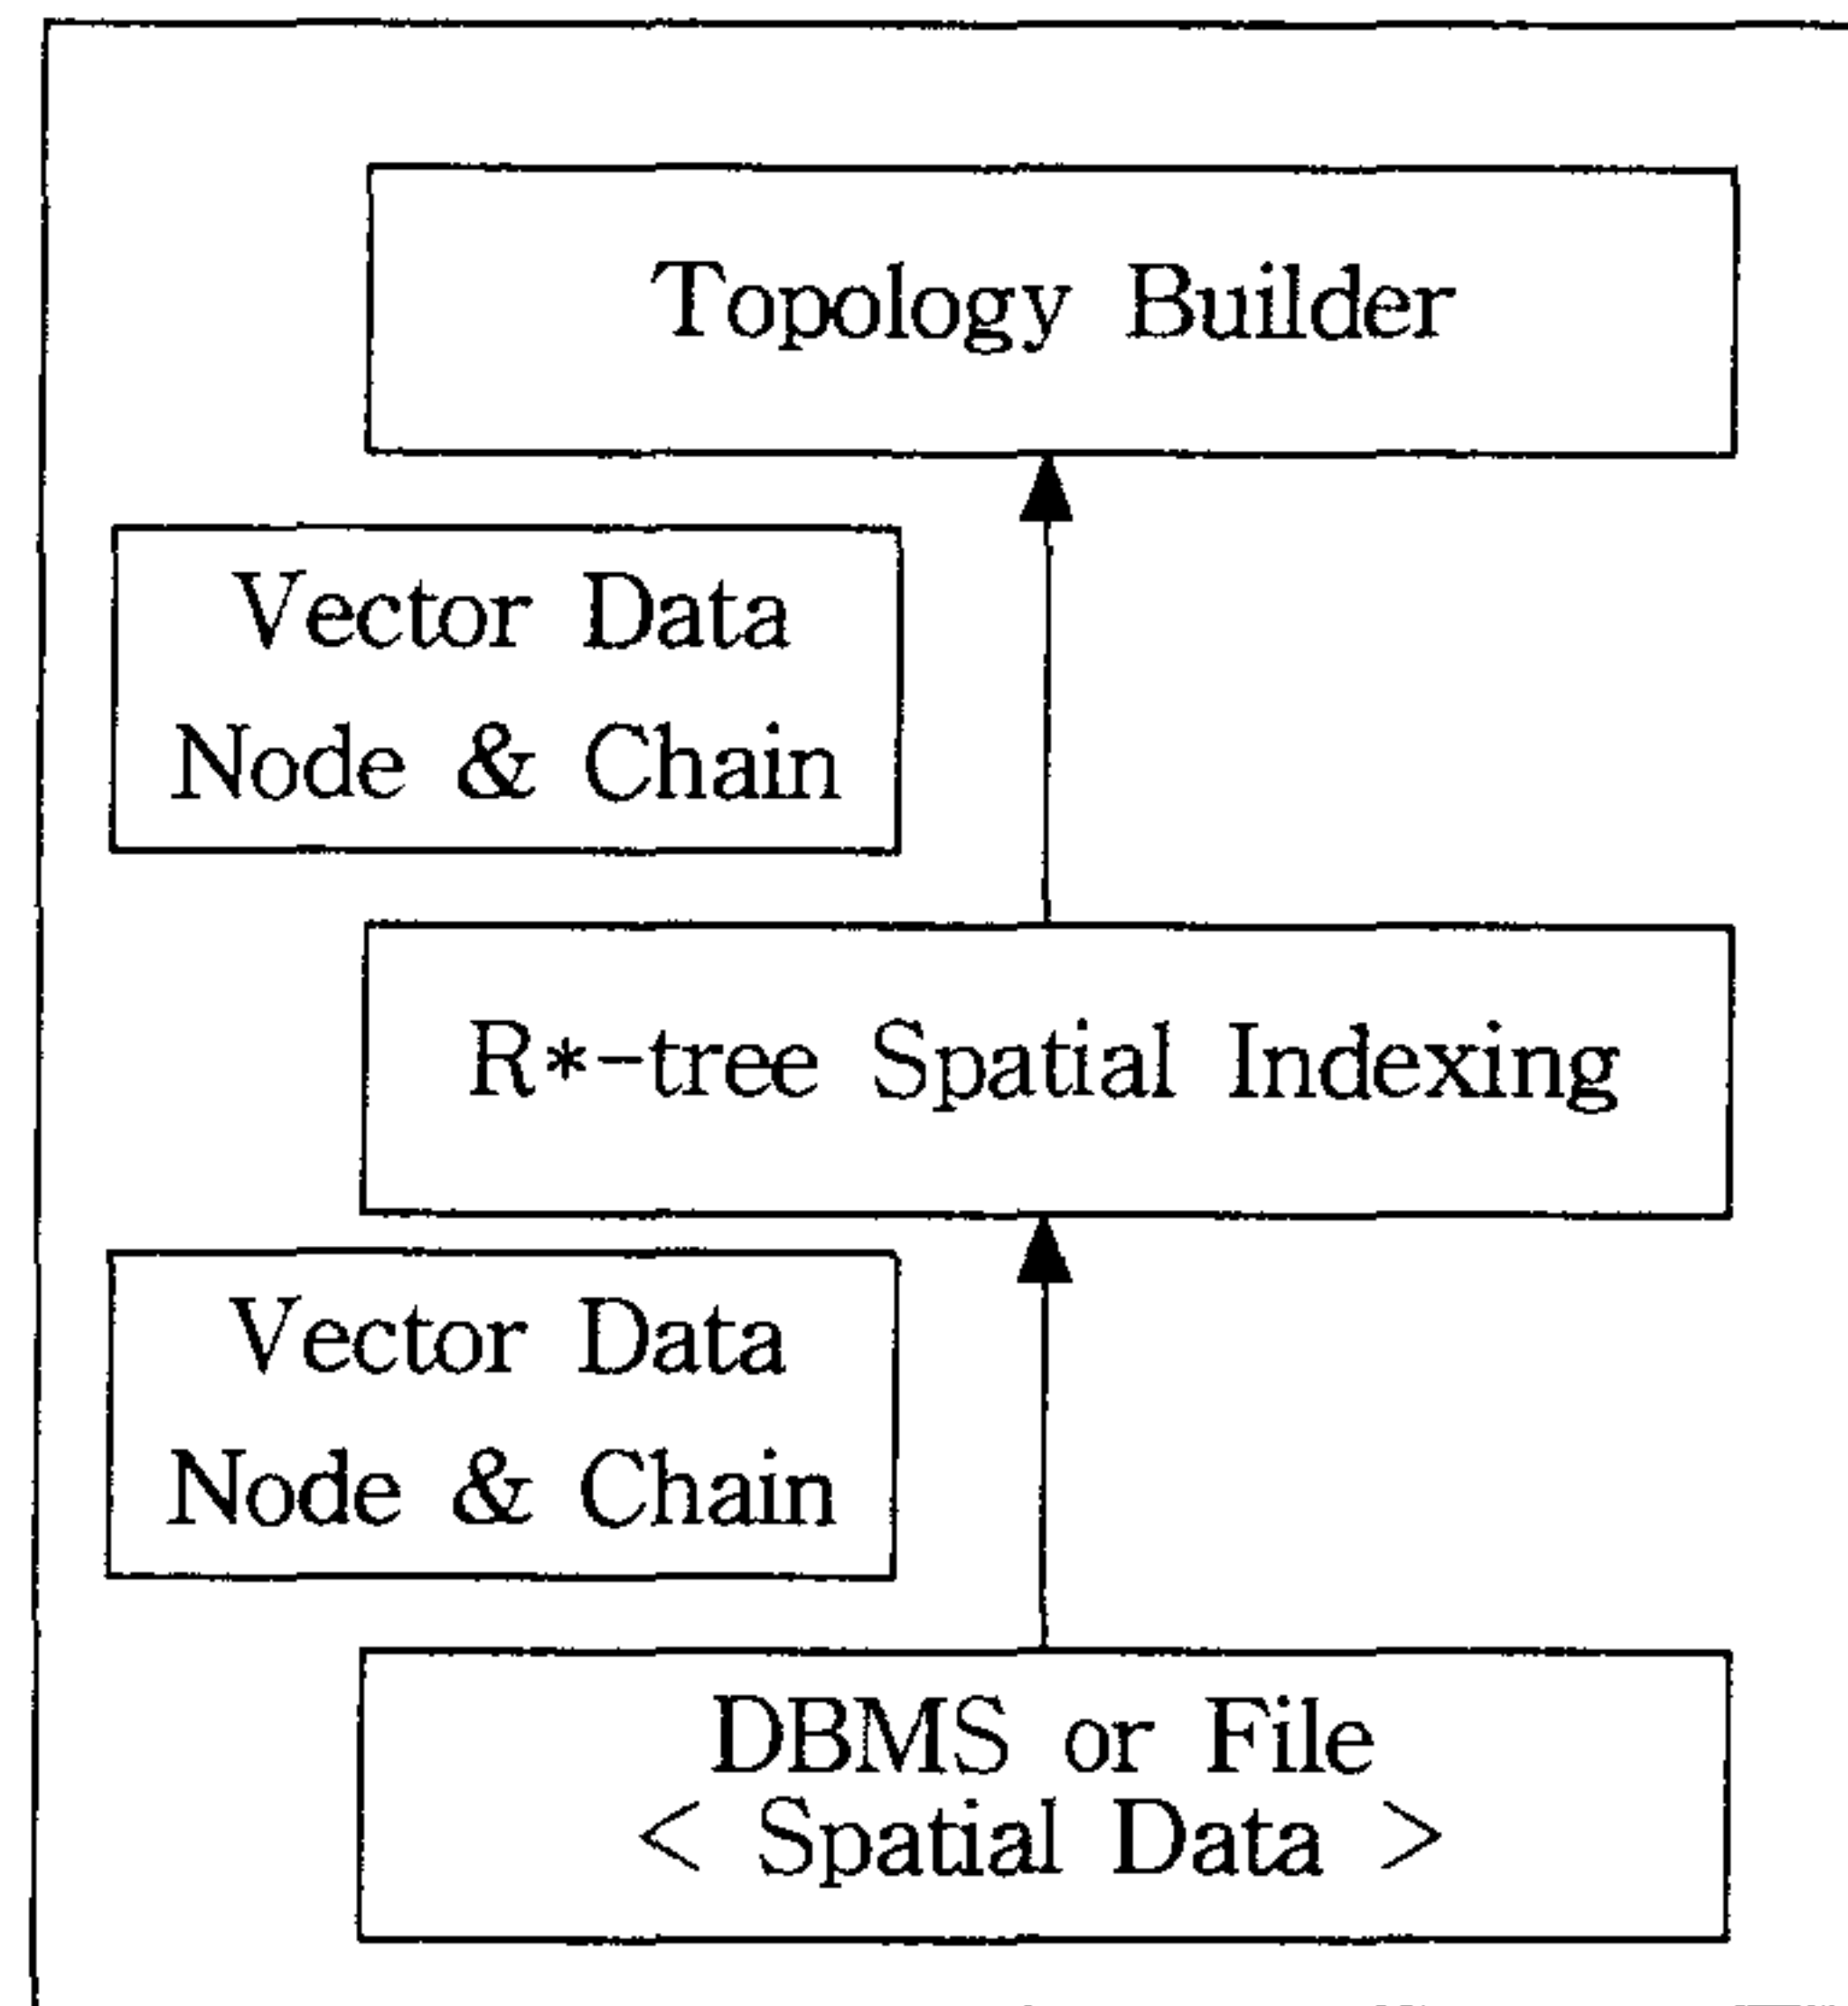 Topology Builder
Vector Data
Node & Chain
R*-tree Spatial Indexing
Vector Data
Node & Chain
DBMS or File
< Spatial Data >